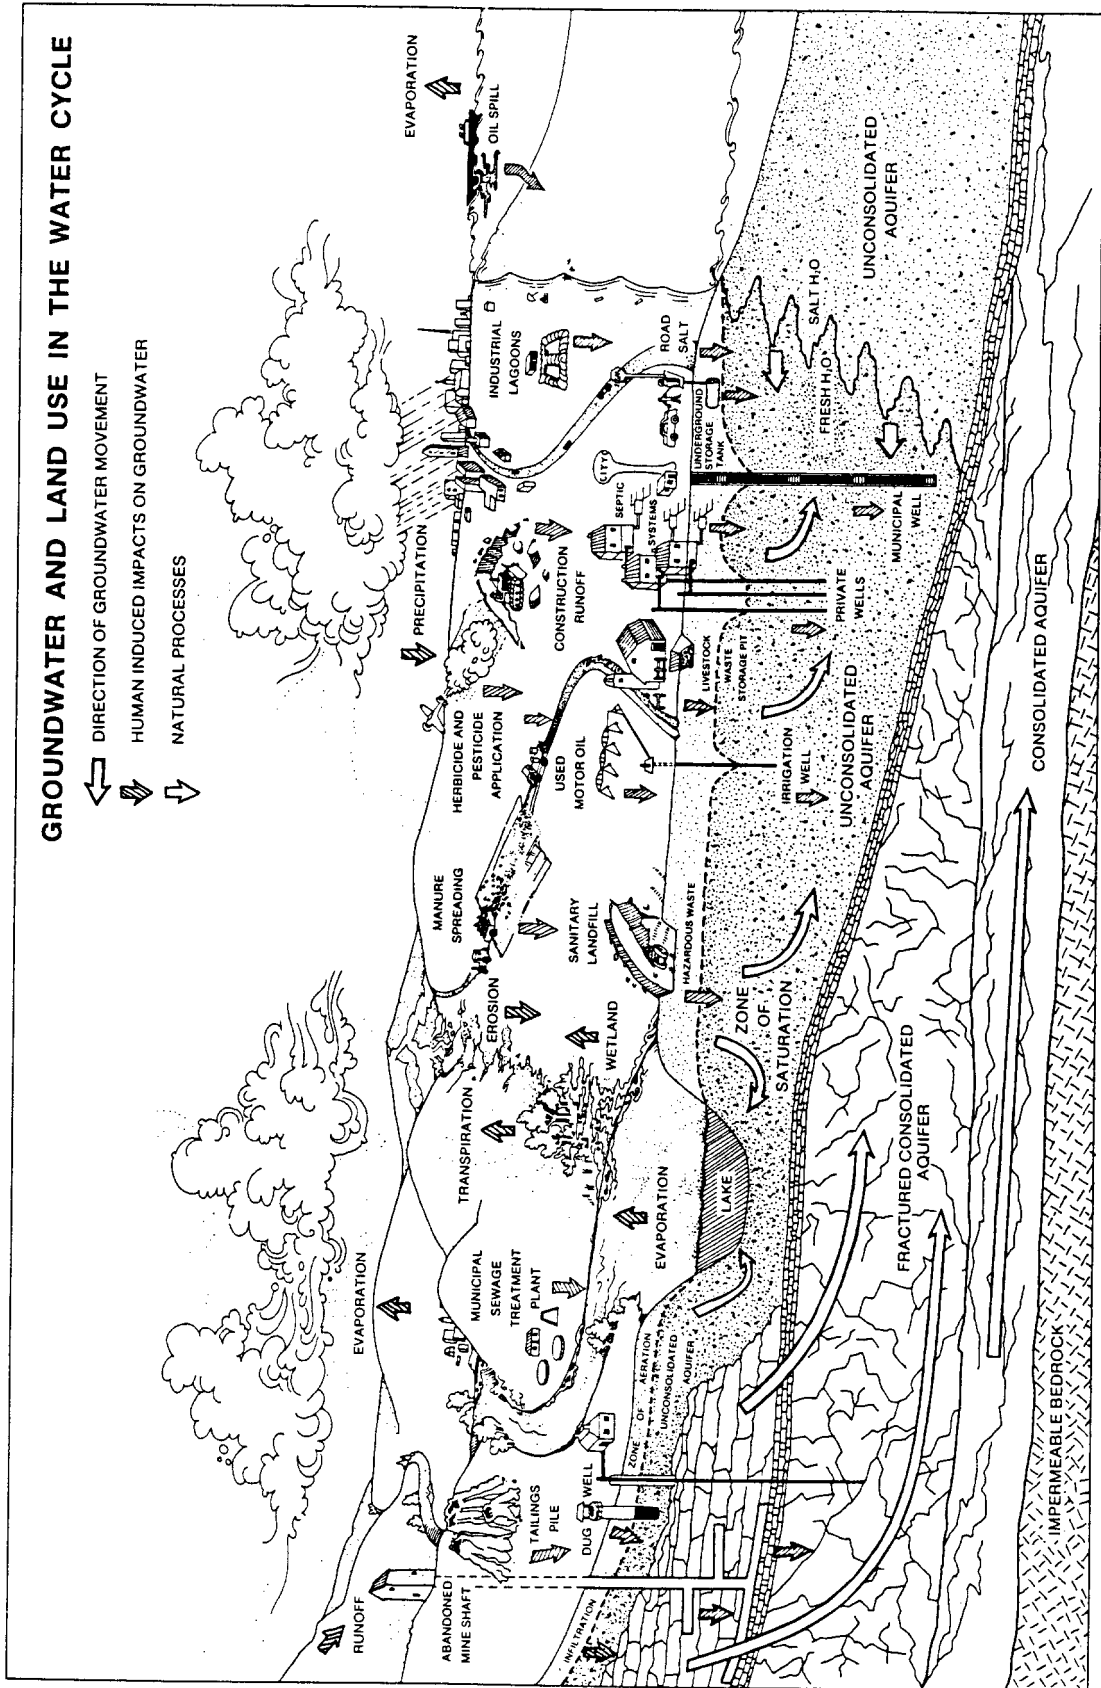 GROUNDWATER AND LAND USE IN THE WATER CYCLE
DIRECTION OF GROUNDWATER MOVEMENT
HUMAN INDUCED IMPACTS ON GROUNDWATER
NATURAL PROCESSES
RUNOFF
EVAPORATION
PRECIPITATION
EVAPORATION
OIL SPILL
ABANDONED
MINE SHAFT
TAILINGS
PILE
DUG
WELL
MUNICIPAL
SEWAGE
TREATMENT
PLANT
TRANSPIRATION
EROSION
WETLAND
EVAPORATION
LAKE
MANURE
SPREADING
SANITARY
LANDFILL
HAZARDOUS WASTE
HERBICIDE AND
PESTICIDE
APPLICATION
USED
MOTOR OIL
CONSTRUCTION
RUNOFF
LIVESTOCK
WASTE
STORAGE PIT
SEPTIC
SYSTEMS
CITY
INDUSTRIAL
LAGOONS
ROAD
SALT
UNDERGROUND
STORAGE
TANK
INFILTRATION
ZONE OF AERATION
UNCONSOLIDATED
AQUIFER
ZONE
OF
SATURATION
IRRIGATION
WELL
UNCONSOLIDATED
AQUIFER
PRIVATE
WELLS
MUNICIPAL
WELL
FRESH H₂O
SALT H₂O
UNCONSOLIDATED
AQUIFER
FRACTURED CONSOLIDATED
AQUIFER
CONSOLIDATED AQUIFER
IMPERMEABLE BEDROCK